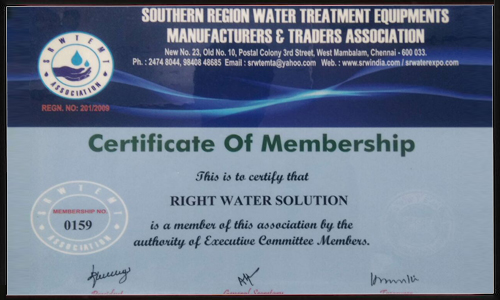 SOUTHERN REGION WATER TREATMENT EQUIPMENTS
MANUFACTURERS & TRADERS ASSOCIATION
New No. 23, Old No. 10, Postal Colony 3rd Street, West Mambalam, Chennai - 600 033.
Ph. : 2474 8044, 98408 48685 Email : srwtemta@yahoo.com Web. : www.srwindia.com / srwaterexpo.com
SRWTEMT
ASSOCIATION
REGN. NO: 201/2009
Certificate Of Membership
This is to certify that
RIGHT WATER SOLUTION
SRWTEMT
MEMBERSHIP NO.
0159
ASSOCIATION
is a member of this association by the
authority of Executive Committee Members.